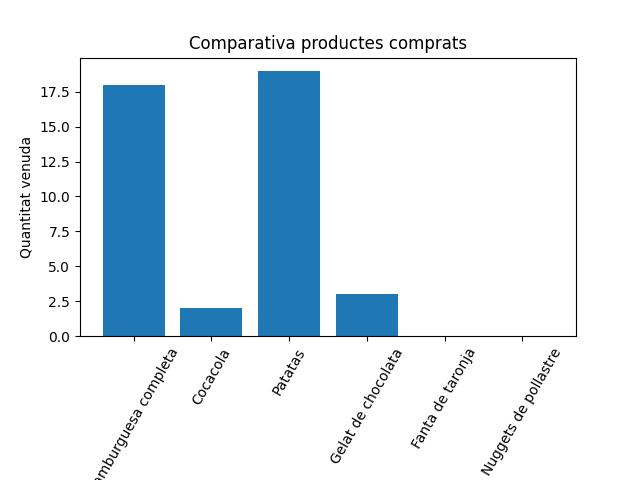 Comparativa productes comprats
Quantitat venuda
17.5
15.0
12.5
10.0
7.5
5.0
2.5
0.0
amburguesa completa
Cocacola
Patatas
Gelat de chocolata
Fanta de taronja
Nuggets de pollastre